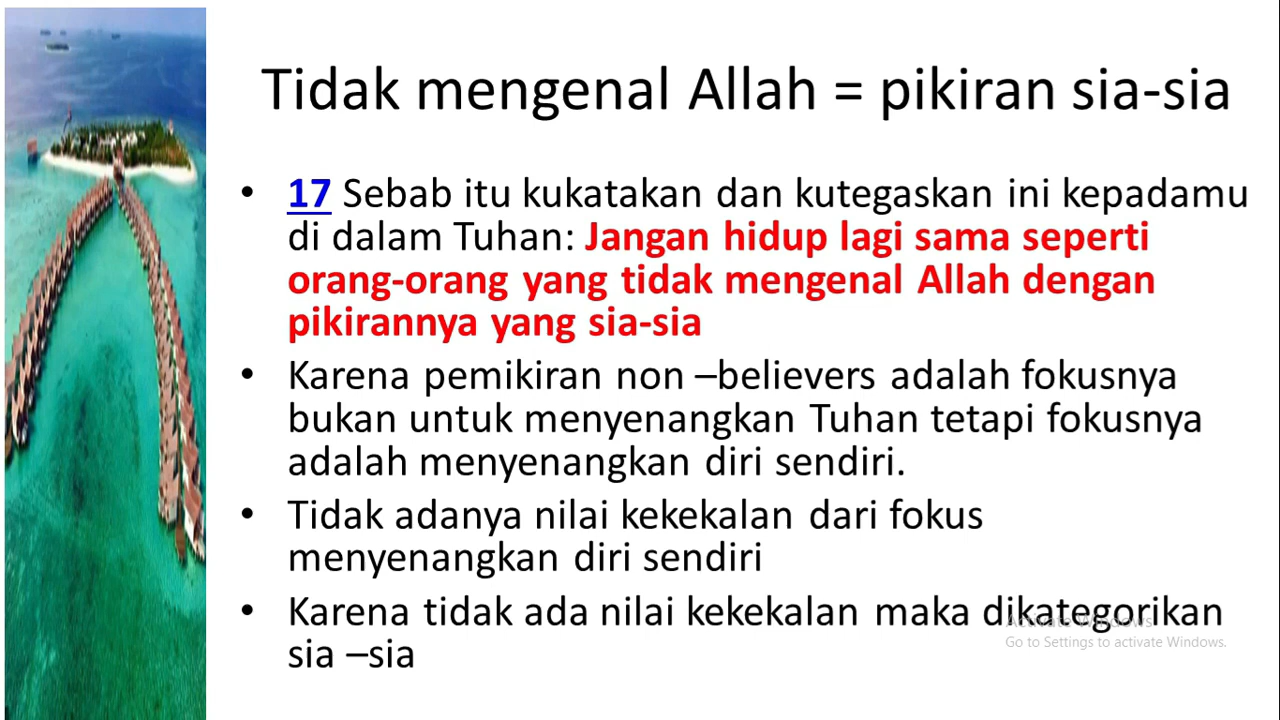 Tidak mengenal Allah = pikiran sia-sia
• 17 Sebab itu kukatakan dan kutegaskan ini kepadamu
di dalam Tuhan: Jangan hidup lagi sama seperti
orang-orang yang tidak mengenal Allah dengan
pikirannya yang sia-sia
• Karena pemikiran non –believers adalah fokusnya
bukan untuk menyenangkan Tuhan tetapi fokusnya
adalah menyenangkan diri sendiri.
• Tidak adanya nilai kekekalan dari fokus
menyenangkan diri sendiri
• Karena tidak ada nilai kekekalan maka dikategorikan
sia –sia
Activate Windows
Go to Settings to activate Windows.